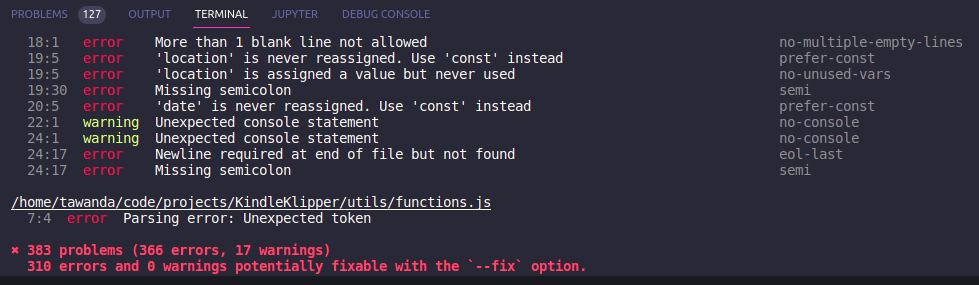 PROBLEMS 127 OUTPUT TERMINAL JUPYTER DEBUG CONSOLE
18:1 error More than 1 blank line not allowed no-multiple-empty-lines
19:5 error 'location' is never reassigned. Use 'const' instead prefer-const
19:5 error 'location' is assigned a value but never used no-unused-vars
19:30 error Missing semicolon semi
20:5 error 'date' is never reassigned. Use 'const' instead prefer-const
22:1 warning Unexpected console statement no-console
24:1 warning Unexpected console statement no-console
24:17 error Newline required at end of file but not found eol-last
24:17 error Missing semicolon semi
/home/tawanda/code/projects/KindleKlipper/utils/functions.js
7:4 error Parsing error: Unexpected token
✖ 383 problems (366 errors, 17 warnings)
310 errors and 0 warnings potentially fixable with the `--fix` option.